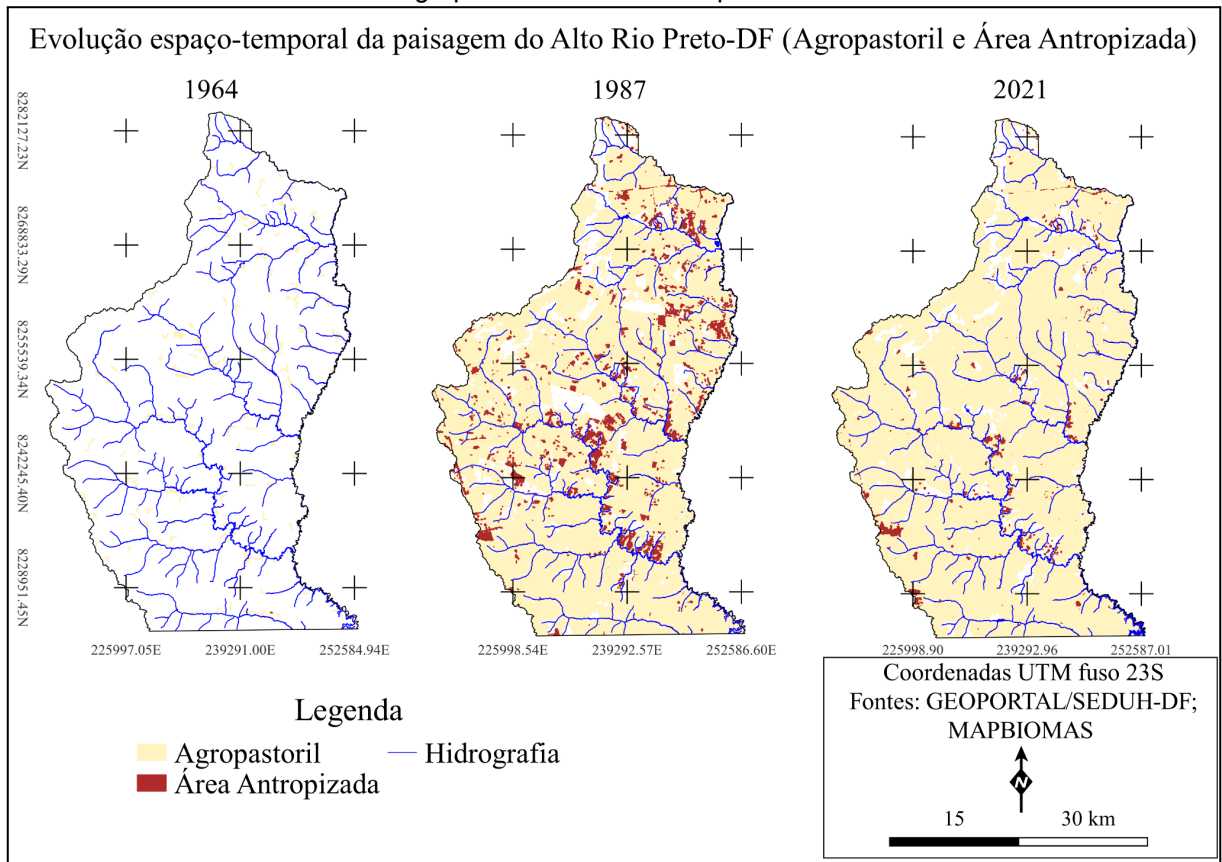 Evolução espaço-temporal da paisagem do Alto Rio Preto-DF (Agropastoril e Área Antropizada)
1964
1987
2021
8282127.23N
8268833.29N
8255539.34N
8242245.40N
8228951.45N
225997.05E
239291.00E
252584.94E
225998.54E
239292.57E
252586.60E
225998.90
239292.96
252587.01
Legenda
Agropastoril
Hidrografia
Área Antropizada
Coordenadas UTM fuso 23S
Fontes: GEOPORTAL/SEDUH-DF;
MAPBIOMAS
N
15
30 km